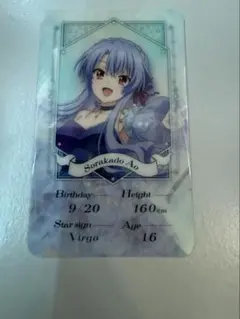 Sorakado Ao
Birthday Height
9/20 160cm
Star sign Age
Virgo 16